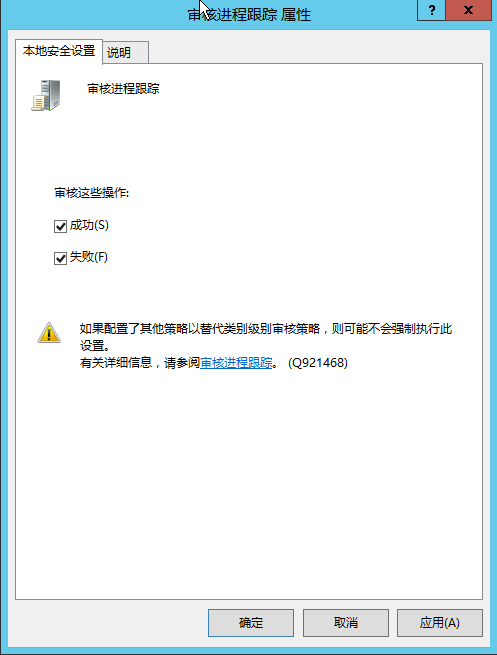 审核进程跟踪 属性
?
x
本地安全设置
说明
审核进程跟踪
审核这些操作:
成功(S)
失败(F)
如果配置了其他策略以替代类别级别审核策略，则可能不会强制执行此
设置。
有关详细信息，请参阅审核进程跟踪。 (Q921468)
确定
取消
应用(A)